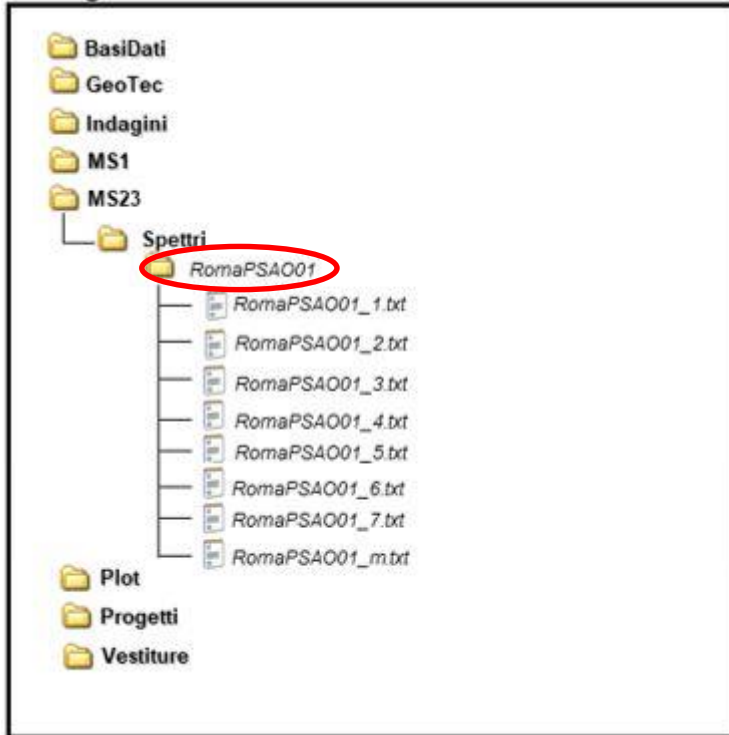 BasiDati
GeoTec
Indagini
MS1
MS23
Spettri
RomaPSAO01
RomaPSAO01_1.txt
RomaPSAO01_2.txt
RomaPSAO01_3.txt
RomaPSAO01_4.txt
RomaPSAO01_5.txt
RomaPSAO01_6.txt
RomaPSAO01_7.txt
RomaPSAO01_m.txt
Plot
Progetti
Vestiture